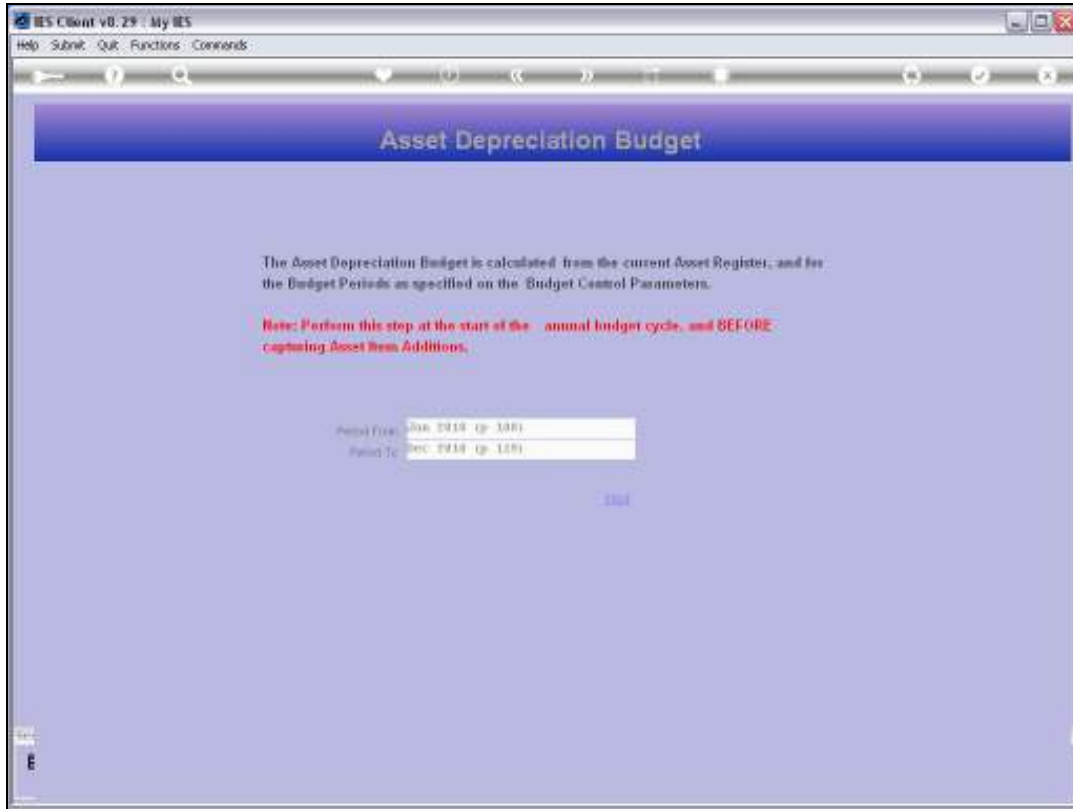 IES Client v8.29 : My IES
Help Submit Quit Functions Commands
Asset Depreciation Budget
The Asset Depreciation Budget is calculated from the current Asset Register, and for
the Budget Periods as specified on the Budget Control Parameters.
Note: Perform this step at the start of the annual budget cycle, and BEFORE
capturing Asset Item Additions.
Period From
Period To